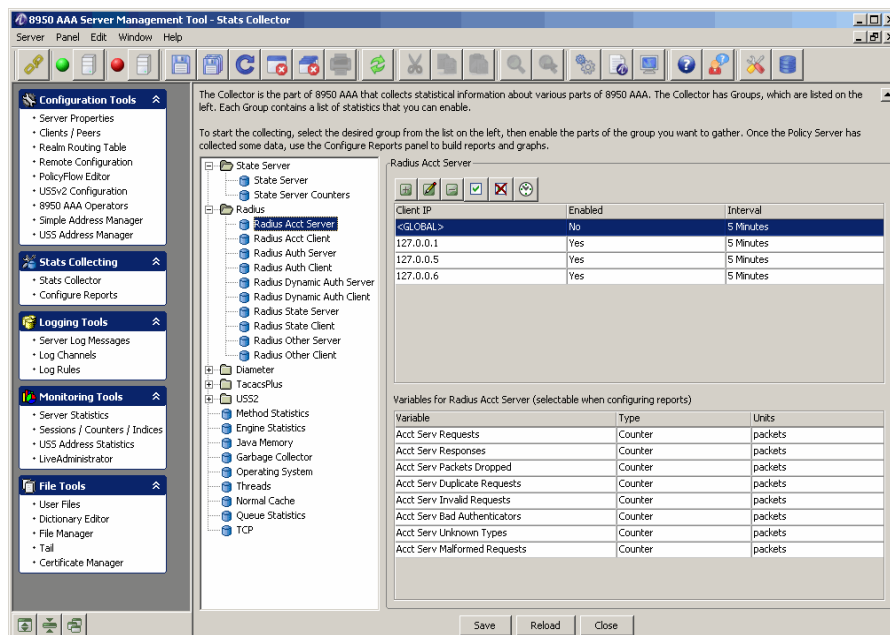 8950 AAA Server Management Tool - Stats Collector
Server Panel Edit Window Help
Configuration Tools
• Server Properties
• Clients / Peers
• Realm Routing Table
• Remote Configuration
• PolicyFlow Editor
• USSv2 Configuration
• 8950 AAA Operators
• Simple Address Manager
• USS Address Manager
Stats Collecting
• Stats Collector
• Configure Reports
Logging Tools
• Server Log Messages
• Log Channels
• Log Rules
Monitoring Tools
• Server Statistics
• Sessions / Counters / Indices
• USS Address Statistics
• LiveAdministrator
File Tools
• User Files
• Dictionary Editor
• File Manager
• Tail
• Certificate Manager
The Collector is the part of 8950 AAA that collects statistical information about various parts of 8950 AAA. The Collector has Groups, which are listed on the
left. Each Group contains a list of statistics that you can enable.
To start the collecting, select the desired group from the list on the left, then enable the parts of the group you want to gather. Once the Policy Server has
collected some data, use the Configure Reports panel to build reports and graphs.
State Server
State Server
State Server Counters
Radius
Radius Acct Server
Radius Acct Client
Radius Auth Server
Radius Auth Client
Radius Dynamic Auth Server
Radius Dynamic Auth Client
Radius State Server
Radius State Client
Radius Other Server
Radius Other Client
Diameter
TacacsPlus
USS2
Method Statistics
Engine Statistics
Java Memory
Garbage Collector
Operating System
Threads
Normal Cache
Queue Statistics
TCP
Radius Acct Server
Client IP Enabled Interval
<GLOBAL> No 5 Minutes
127.0.0.1 Yes 5 Minutes
127.0.0.5 Yes 5 Minutes
127.0.0.6 Yes 5 Minutes
Variables for Radius Acct Server (selectable when configuring reports)
Variable Type Units
Acct Serv Requests Counter packets
Acct Serv Responses Counter packets
Acct Serv Packets Dropped Counter packets
Acct Serv Duplicate Requests Counter packets
Acct Serv Invalid Requests Counter packets
Acct Serv Bad Authenticators Counter packets
Acct Serv Unknown Types Counter packets
Acct Serv Malformed Requests Counter packets
Save Reload Close